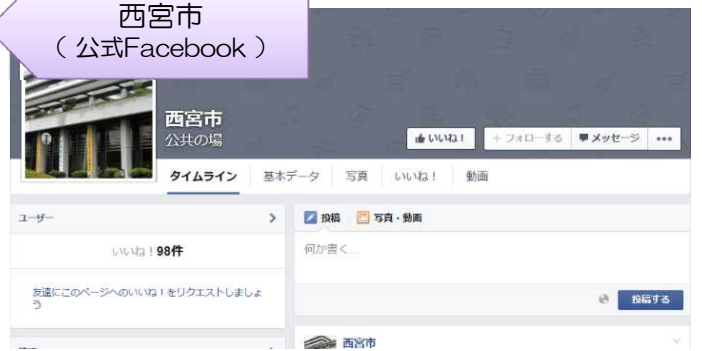 西宮市
（ 公式Facebook ）
西宮市
公共の場
いいね！
+ フォローする
メッセージ
•••
タイムライン
基本データ
写真
いいね！
動画
ユーザー
いいね！98件
友達にこのページへのいいね！をリクエストしましょ
う
投稿
写真・動画
何か書く...
投稿する
西宮市